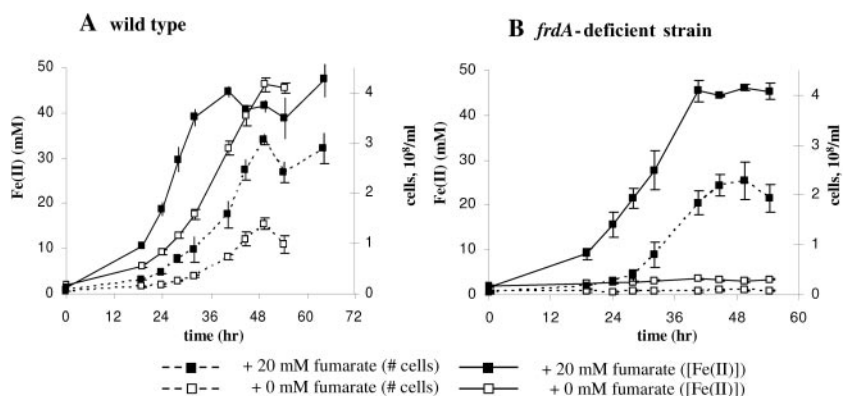 A wild type
B frdA-deficient strain
50
40
30
20
10
0
Fe(II) (mM)
4
3
2
1
0
cells, 10⁸/ml
0 12 24 36 48 60 72
time (hr)
50
40
30
20
10
0
Fe(II) (mM)
4
3
2
1
0
cells, 10⁸/ml
0 12 24 36 48 60
time (hr)
+ 20 mM fumarate (# cells)
+ 0 mM fumarate (# cells)
+ 20 mM fumarate ([Fe(II)])
+ 0 mM fumarate ([Fe(II)])